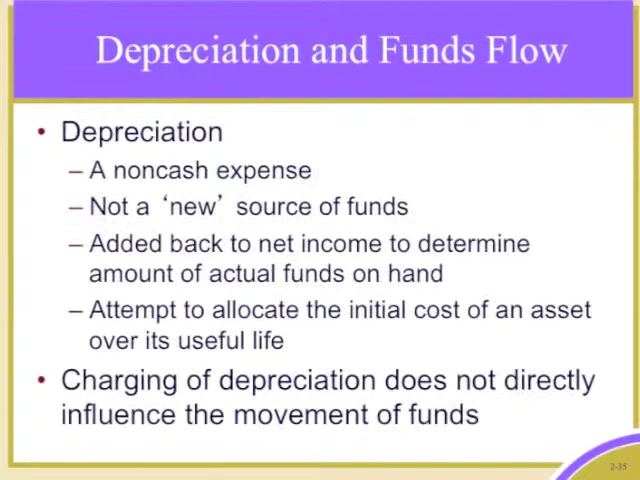 Depreciation and Funds Flow
• Depreciation
– A noncash expense
– Not a ‘new’ source of funds
– Added back to net income to determine
amount of actual funds on hand
– Attempt to allocate the initial cost of an asset
over its useful life
• Charging of depreciation does not directly
influence the movement of funds
2-35